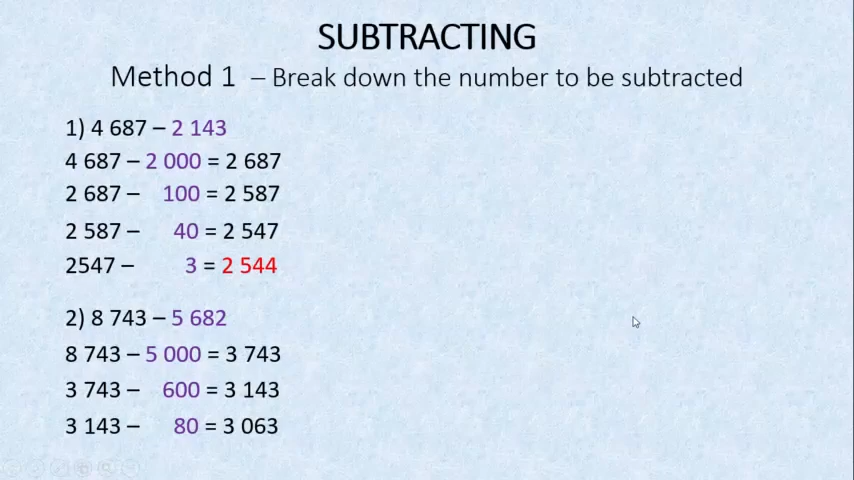 SUBTRACTING
Method 1 – Break down the number to be subtracted
1) 4 687 – 2 143
4 687 – 2 000 = 2 687
2 687 – 100 = 2 587
2 587 – 40 = 2 547
2547 – 3 = 2 544
2) 8 743 – 5 682
8 743 – 5 000 = 3 743
3 743 – 600 = 3 143
3 143 – 80 = 3 063